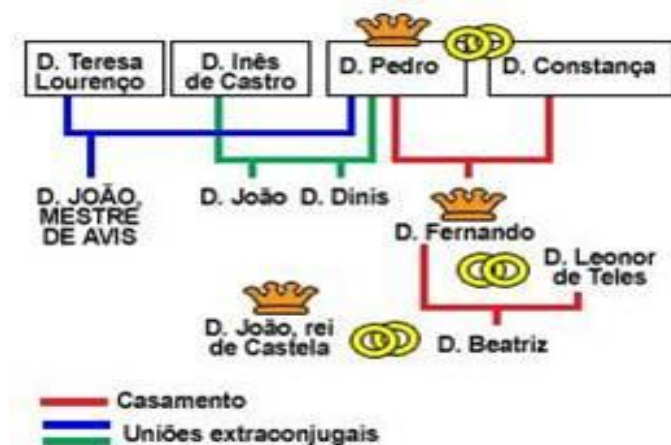 D. Teresa
Lourenço
D. Inês
de Castro
D. Pedro
D. Constança
D. JOÃO,
MESTRE
DE AVIS
D. João
D. Dinis
D. Fernando
D. Leonor
de Teles
D. João, rei
de Castela
D. Beatriz
Casamento
Uniões extraconjugais